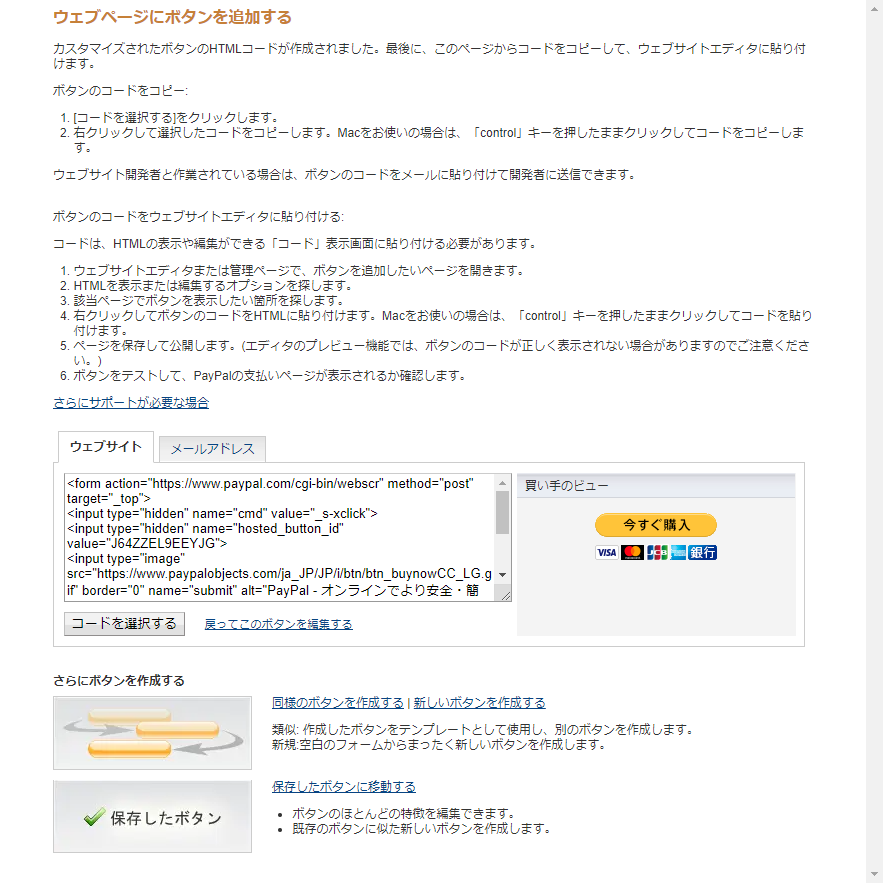 ウェブページにボタンを追加する
カスタマイズされたボタンのHTMLコードが作成されました。最後に、このページからコードをコピーして、ウェブサイトエディタに貼り付
けます。
ボタンのコードをコピー:
1. [コードを選択する]をクリックします。
2. 右クリックして選択したコードをコピーします。Macをお使いの場合は、「control」キーを押したままクリックしてコードをコピーしま
す。
ウェブサイト開発者と作業されている場合は、ボタンのコードをメールに貼り付けて開発者に送信できます。
ボタンのコードをウェブサイトエディタに貼り付ける:
コードは、HTMLの表示や編集ができる「コード」表示画面に貼り付ける必要があります。
1. ウェブサイトエディタまたは管理ページで、ボタンを追加したいページを開きます。
2. HTMLを表示または編集するオプションを探します。
3. 該当ページでボタンを表示したい箇所を探します。
4. 右クリックしてボタンのコードをHTMLに貼り付けます。Macをお使いの場合は、「control」キーを押したままクリックしてコードを貼り
付けます。
5. ページを保存して公開します。(エディタのプレビュー機能では、ボタンのコードが正しく表示されない場合がありますのでご注意くださ
い。)
6. ボタンをテストして、PayPalの支払いページが表示されるか確認します。
さらにサポートが必要な場合
ウェブサイト メールアドレス
<form action="https://www.paypal.com/cgi-bin/webscr" method="post"
target="_top">
<input type="hidden" name="cmd" value="_s-xclick">
<input type="hidden" name="hosted_button_id"
value="J64ZZEL9EEYJG">
<input type="image"
src="https://www.paypalobjects.com/ja_JP/JP/i/btn/btn_buynowCC_LG.g
if" border="0" name="submit" alt="PayPal - オンラインでより安全・簡
買い手のビュー
今すぐ購入
VISA JCB 銀行
コードを選択する 戻ってこのボタンを編集する
さらにボタンを作成する
同様のボタンを作成する | 新しいボタンを作成する
類似: 作成したボタンをテンプレートとして使用し、別のボタンを作成します。
新規:空白のフォームからまったく新しいボタンを作成します。
保存したボタン
保存したボタンに移動する
• ボタンのほとんどの特徴を編集できます。
• 既存のボタンに似た新しいボタンを作成します。